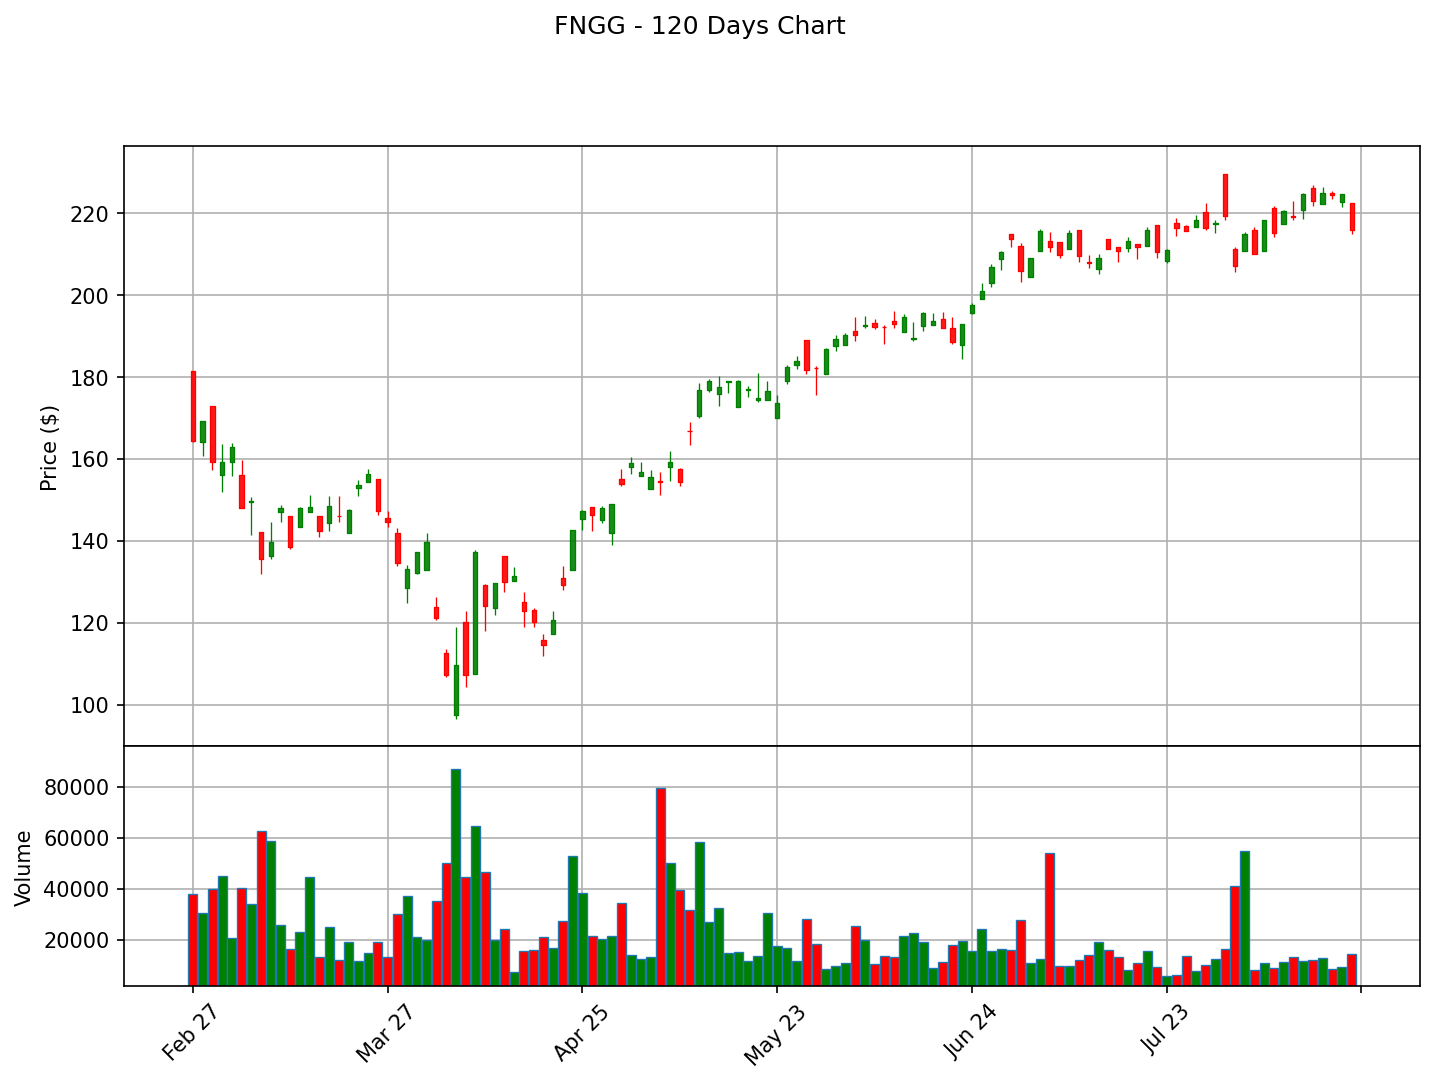 FNGG - 120 Days Chart
Price ($)
220
200
180
160
140
120
100
Volume
80000
60000
40000
20000
Feb 27
Mar 27
Apr 25
May 23
Jun 24
Jul 23